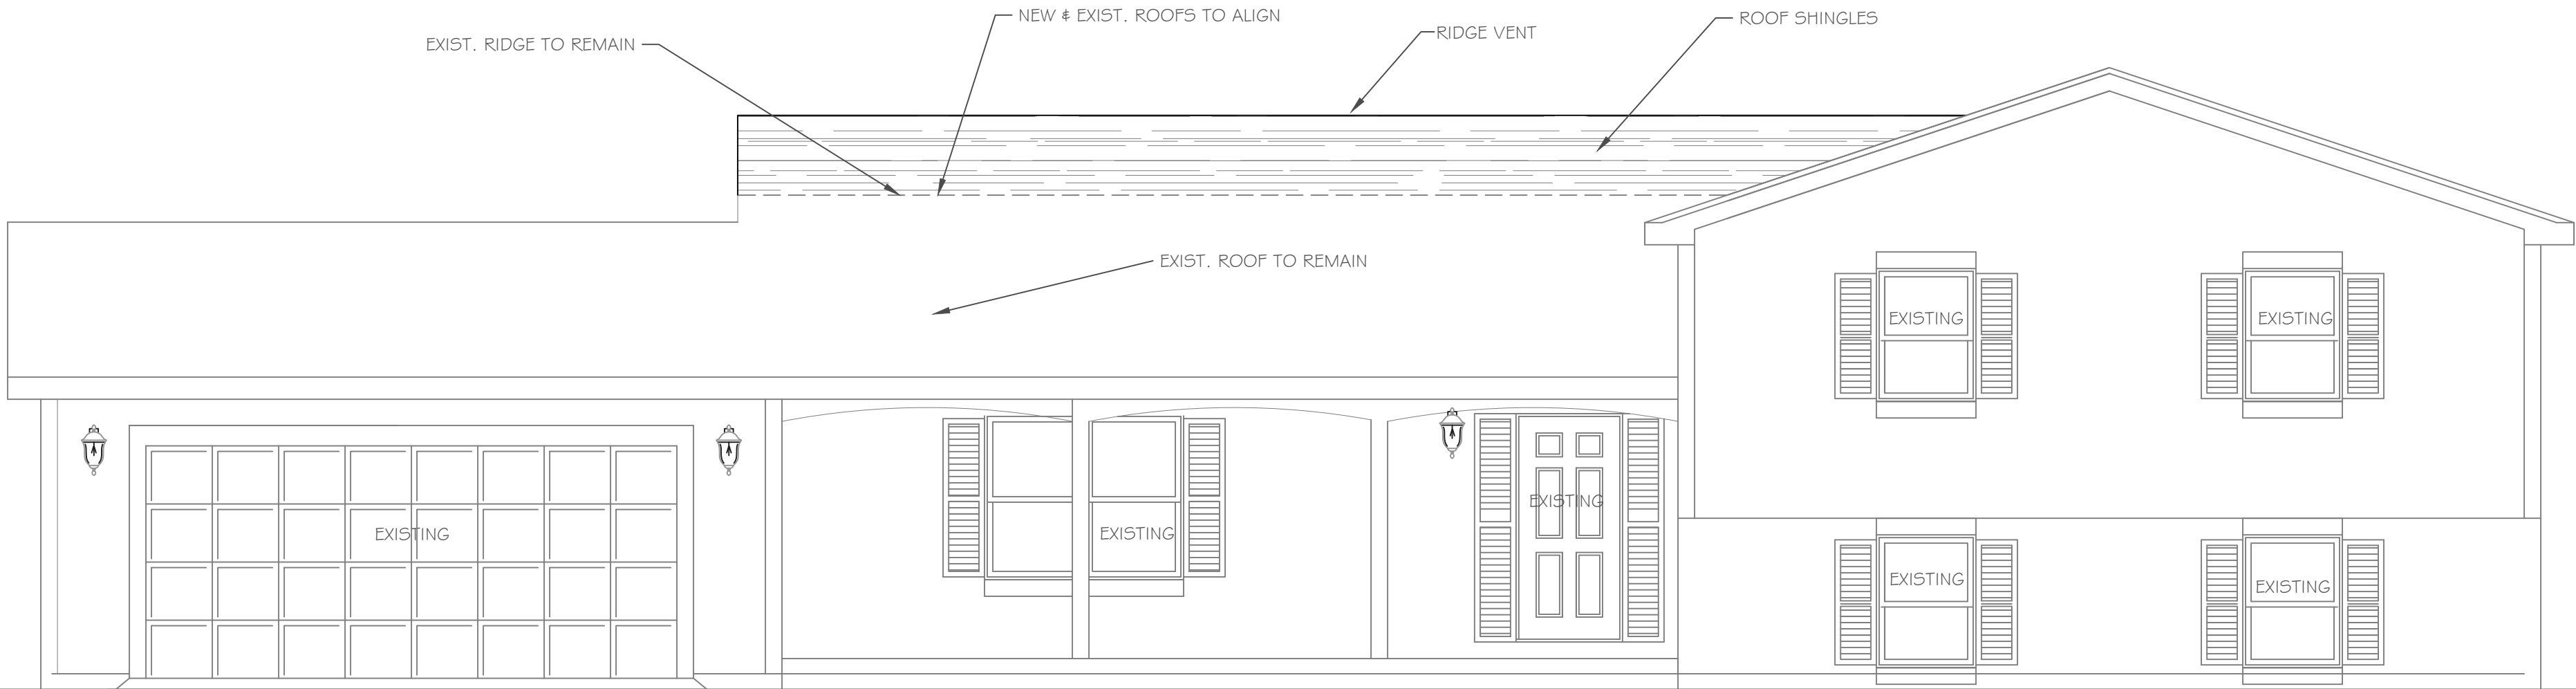 NEW & EXIST. ROOFS TO ALIGN
ROOF SHINGLES
RIDGE VENT
EXIST. RIDGE TO REMAIN
EXIST. ROOF TO REMAIN
EXISTING
EXISTING
EXISTING
EXISTING
EXISTING
EXISTING
EXISTING